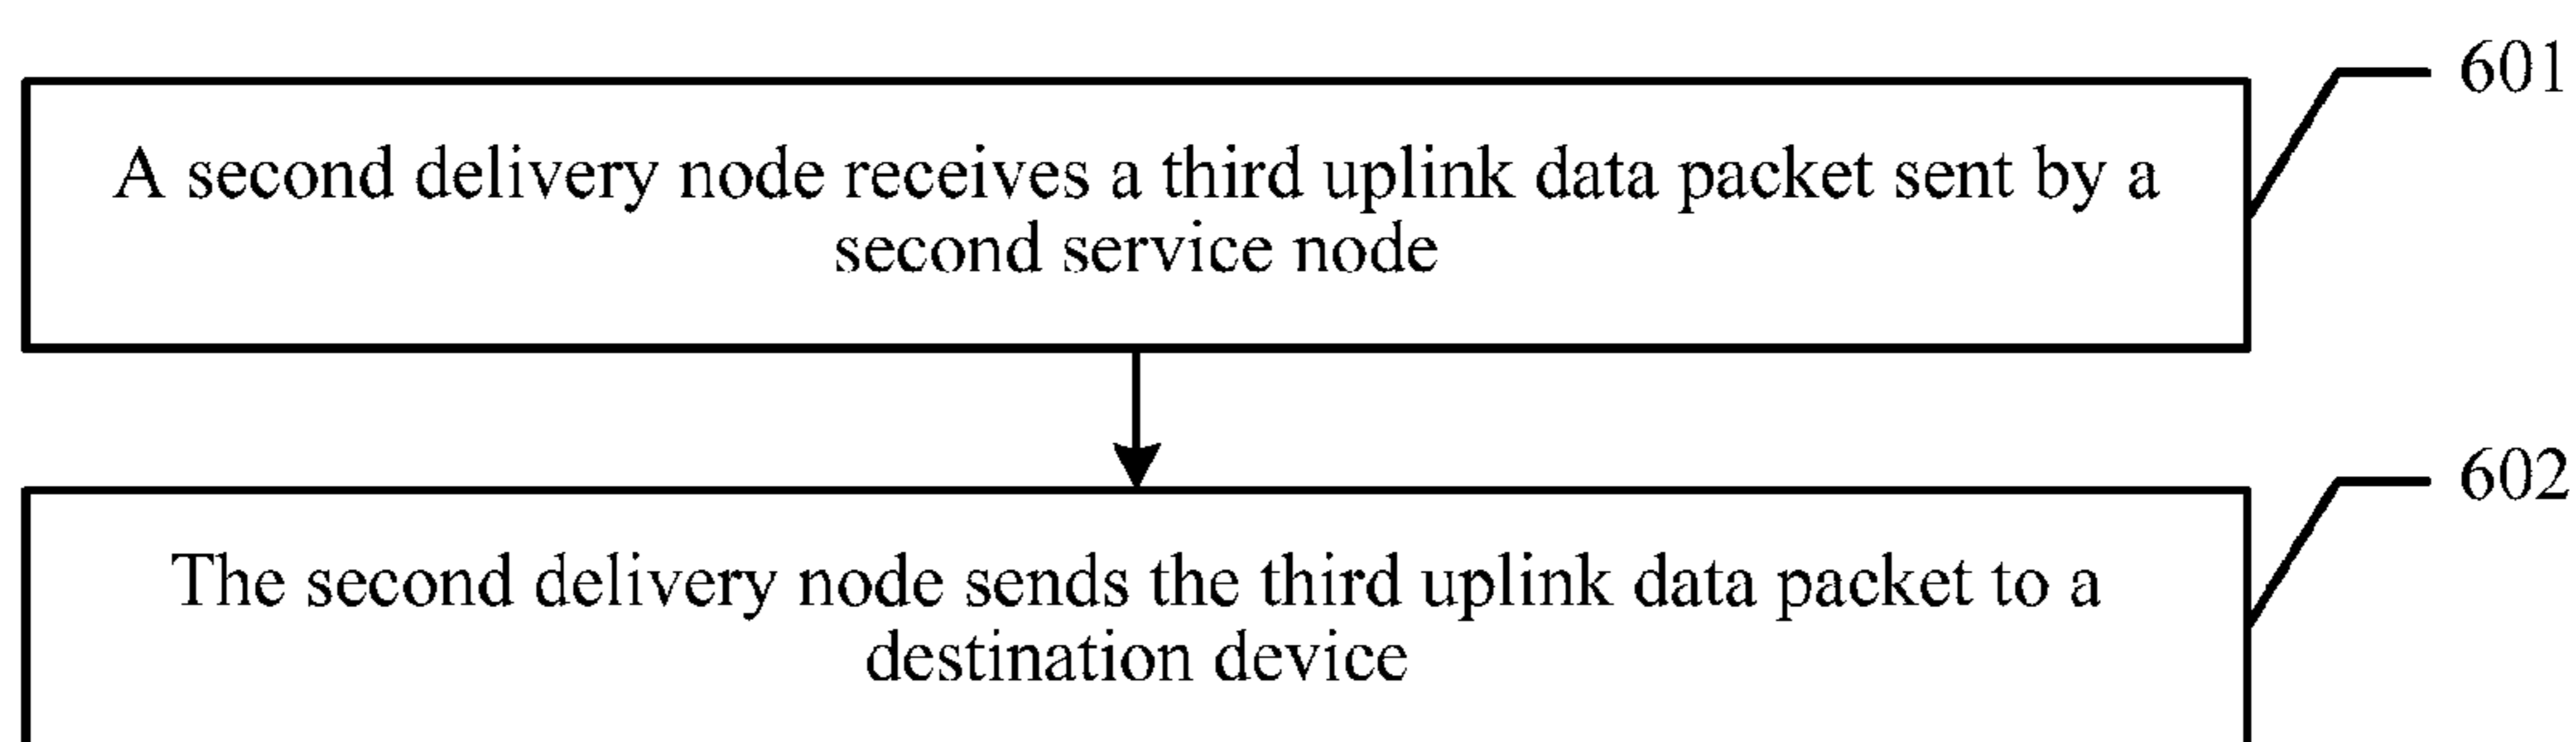 601
A second delivery node receives a third uplink data packet sent by a
second service node
602
The second delivery node sends the third uplink data packet to a
destination device